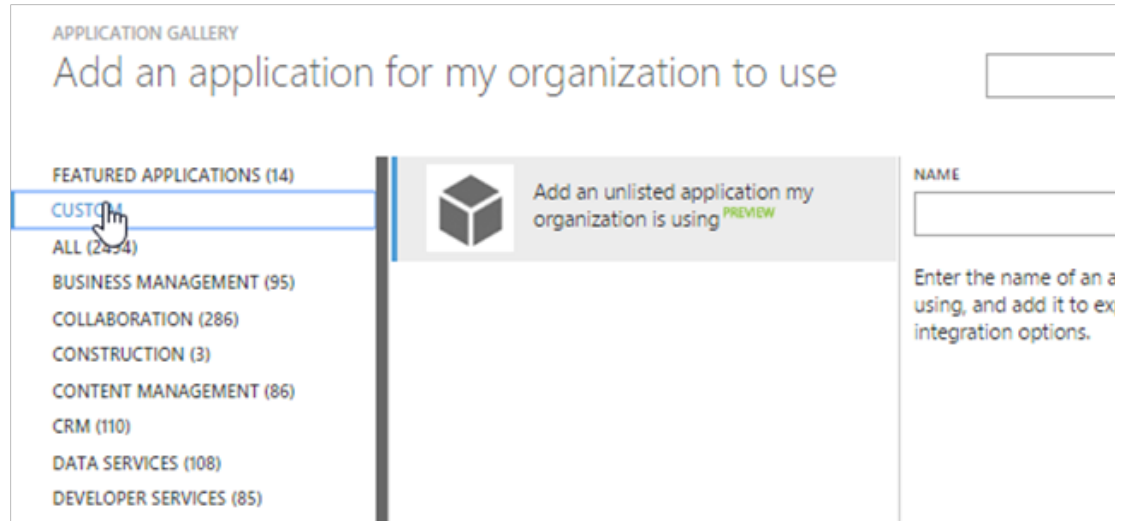 APPLICATION GALLERY
Add an application for my organization to use
FEATURED APPLICATIONS (14)
CUSTOM
ALL (2494)
BUSINESS MANAGEMENT (95)
COLLABORATION (286)
CONSTRUCTION (3)
CONTENT MANAGEMENT (86)
CRM (110)
DATA SERVICES (108)
DEVELOPER SERVICES (85)
Add an unlisted application my
organization is using PREVIEW
NAME
Enter the name of an a
using, and add it to ex
integration options.